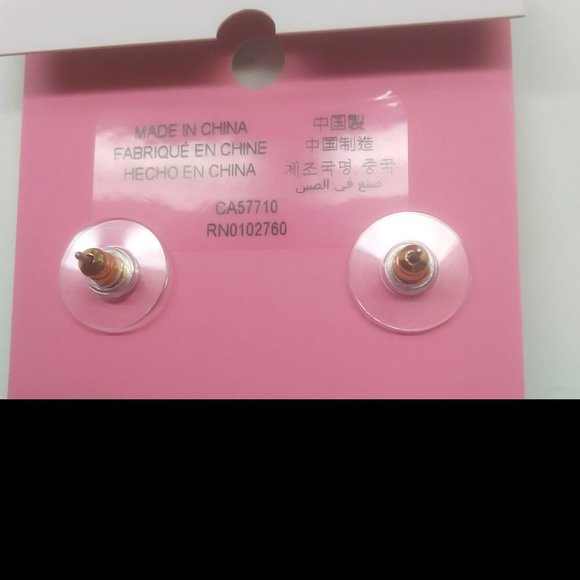 MADE IN CHINA
FABRIQUÉ EN CHINE
HECHO EN CHINA
中国製
中国制造
제조국명 중국
صنع في الصين
CA57710
RN0102760